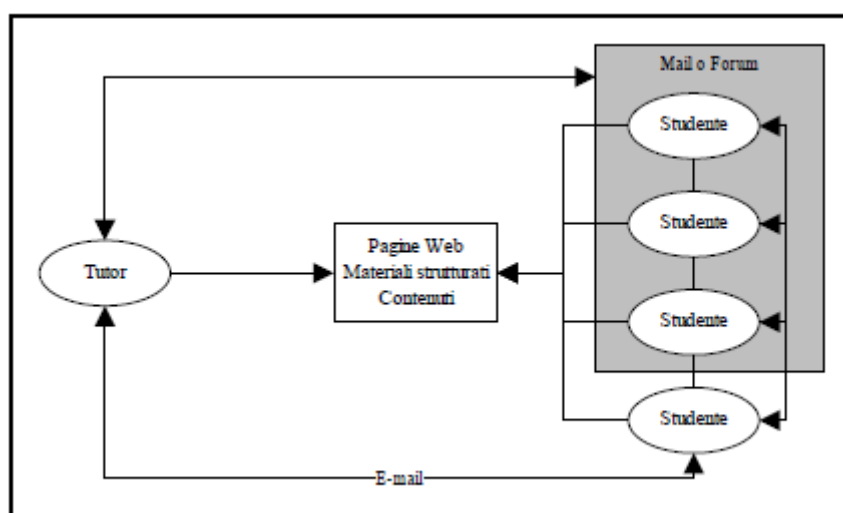 Mail o Forum
Studente
Studente
Pagine Web
Materiali strutturati
Contenuti
Tutor
Studente
Studente
E-mail